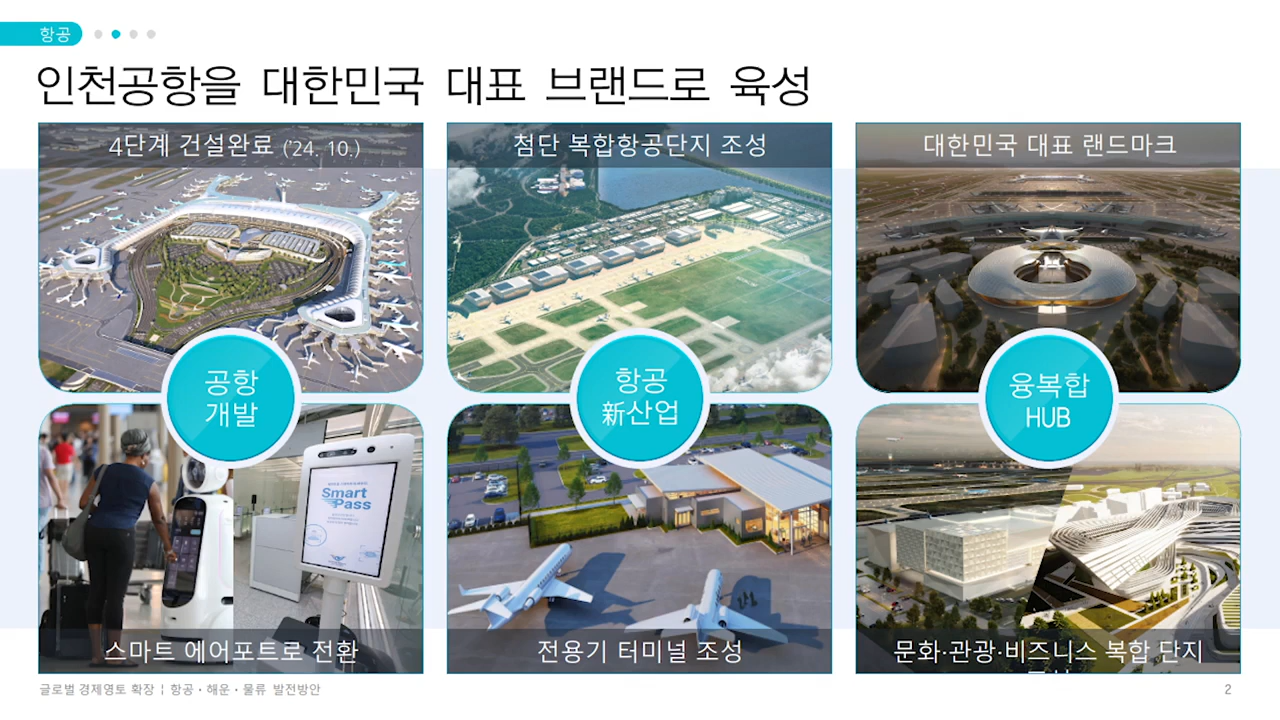 항공
인천공항을 대한민국 대표 브랜드로 육성
4단계 건설완료 ('24. 10.)
첨단 복합항공단지 조성
대한민국 대표 랜드마크
공항
개발
항공
新산업
융복합
HUB
Smart
Pass
스마트 에어포트로 전환
전용기 터미널 조성
문화·관광·비즈니스 복합 단지
글로벌 경제영토 확장 ¦ 항공·해운·물류 발전방안
2